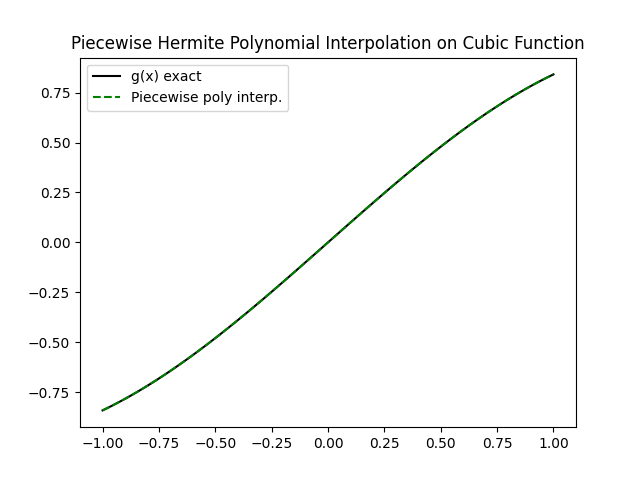 Piecewise Hermite Polynomial Interpolation on Cubic Function
g(x) exact
Piecewise poly interp.
0.75
0.50
0.25
0.00
−0.25
−0.50
−0.75
−1.00 −0.75 −0.50 −0.25 0.00 0.25 0.50 0.75 1.00